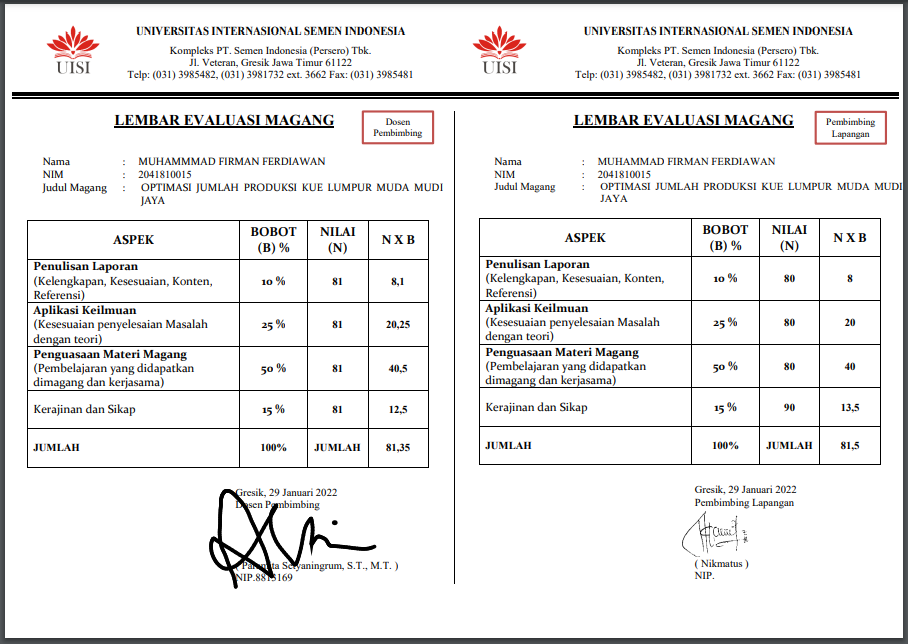 UISI
UNIVERSITAS INTERNASIONAL SEMEN INDONESIA
Kompleks PT. Semen Indonesia (Persero) Tbk.
Jl. Veteran, Gresik Jawa Timur 61122
Telp: (031) 3985482, (031) 3981732 ext. 3662 Fax: (031) 3985481
LEMBAR EVALUASI MAGANG
Dosen
Pembimbing
Nama : MUHAMMMAD FIRMAN FERDIAWAN
NIM : 2041810015
Judul Magang : OPTIMASI JUMLAH PRODUKSI KUE LUMPUR MUDA MUDI
JAYA
ASPEK BOBOT (B) % NILAI (N) N X B
Penulisan Laporan
(Kelengkapan, Kesesuaian, Konten, 10 % 81 8,1
Referensi)
Aplikasi Keilmuan
(Kesesuaian penyelesaian Masalah 25 % 81 20,25
dengan teori)
Penguasaan Materi Magang
(Pembelajaran yang didapatkan 50 % 81 40,5
dimagang dan kerjasama)
Kerajinan dan Sikap 15 % 81 12,5
JUMLAH 100% JUMLAH 81,35
Gresik, 29 Januari 2022
Dosen Pembimbing
Setyaningrum, S.T., M.T. )
UISI
UNIVERSITAS INTERNASIONAL SEMEN INDONESIA
Kompleks PT. Semen Indonesia (Persero) Tbk.
Jl. Veteran, Gresik Jawa Timur 61122
Telp: (031) 3985482, (031) 3981732 ext. 3662 Fax: (031) 3985481
LEMBAR EVALUASI MAGANG
Pembimbing
Lapangan
Nama : MUHAMMAD FIRMAN FERDIAWAN
NIM : 2041810015
Judul Magang : OPTIMASI JUMLAH PRODUKSI KUE LUMPUR MUDA MUDI
JAYA
ASPEK BOBOT (B) % NILAI (N) N X B
Penulisan Laporan
(Kelengkapan, Kesesuaian, Konten, 10 % 80 8
Referensi)
Aplikasi Keilmuan
(Kesesuaian penyelesaian Masalah 25 % 80 20
dengan teori)
Penguasaan Materi Magang
(Pembelajaran yang didapatkan 50 % 80 40
dimagang dan kerjasama)
Kerajinan dan Sikap 15 % 90 13,5
JUMLAH 100% JUMLAH 81,5
Gresik, 29 Januari 2022
Pembimbing Lapangan
( Nikmatus )
NIP.